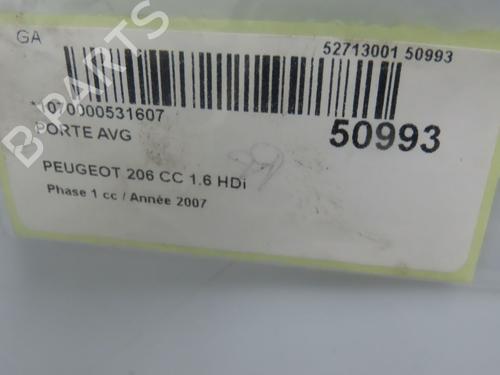 GA
52713001 50993
*1070000531607
PORTE AVG
50993
PEUGEOT 206 CC 1.6 HDi
Phase 1 cc / Année 2007
B-PARTS